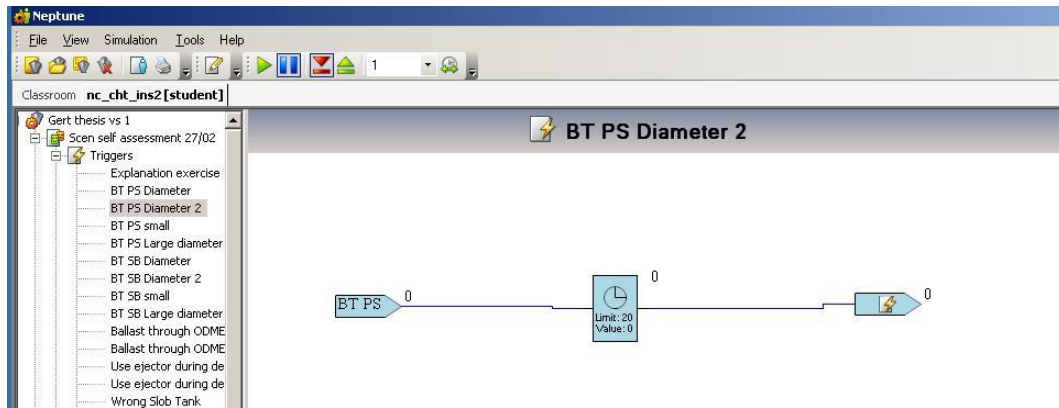 Neptune
File View Simulation Tools Help
1
Classroom nc_cht_ins2[student]
Gert thesis vs 1
Scen self assessment 27/02
Triggers
Explanation exercise
BT PS Diameter
BT PS Diameter 2
BT PS small
BT PS Large diameter
BT SB Diameter
BT SB Diameter 2
BT SB small
BT SB Large diameter
Ballast through ODME
Ballast through ODME
Use ejector during de
Use ejector during de
Wrong Slob Tank
BT PS Diameter 2
BT PS 0
0
Limit: 20
Value: 0
0